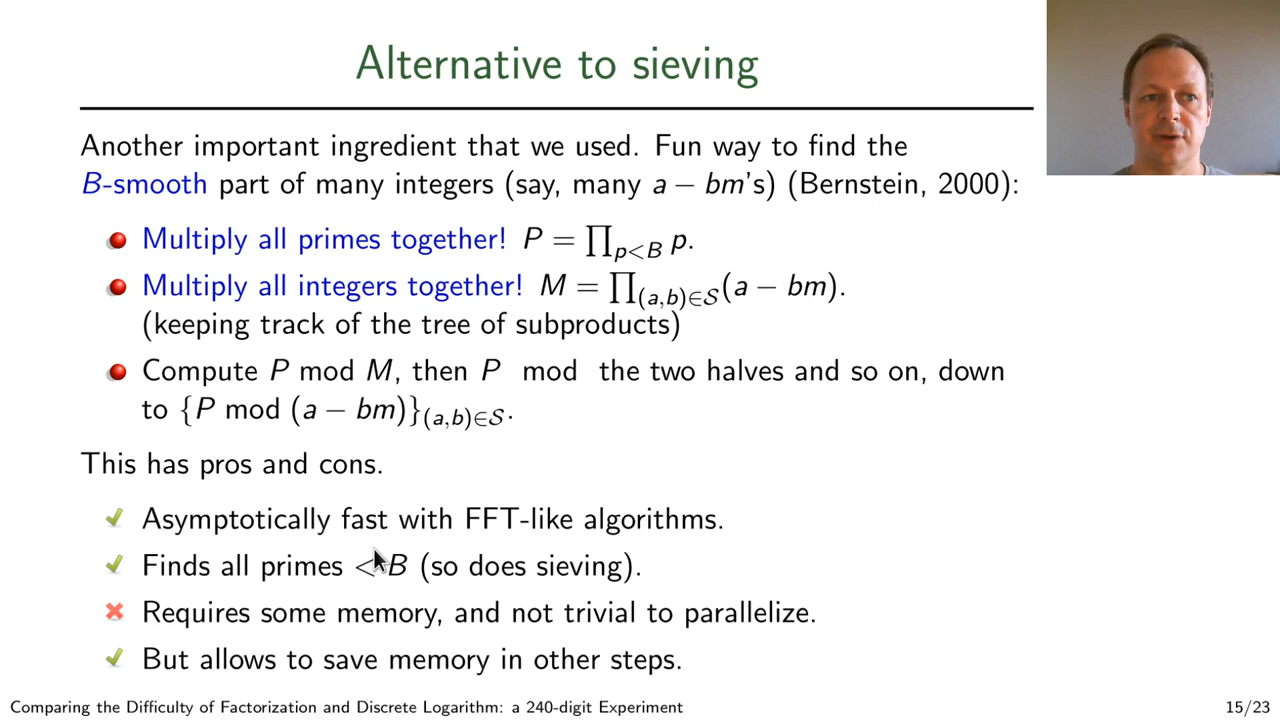 Alternative to sieving
Another important ingredient that we used. Fun way to find the
B-smooth part of many integers (say, many a − bm's) (Bernstein, 2000):
Multiply all primes together! P = ∏_{p<B} p.
Multiply all integers together! M = ∏_{(a,b)∈𝒮}(a − bm).
(keeping track of the tree of subproducts)
Compute P mod M, then P mod the two halves and so on, down
to {P mod (a − bm)}_{(a,b)∈𝒮}.
This has pros and cons.
Asymptotically fast with FFT-like algorithms.
Finds all primes < B (so does sieving).
Requires some memory, and not trivial to parallelize.
But allows to save memory in other steps.
Comparing the Difficulty of Factorization and Discrete Logarithm: a 240-digit Experiment
15/23